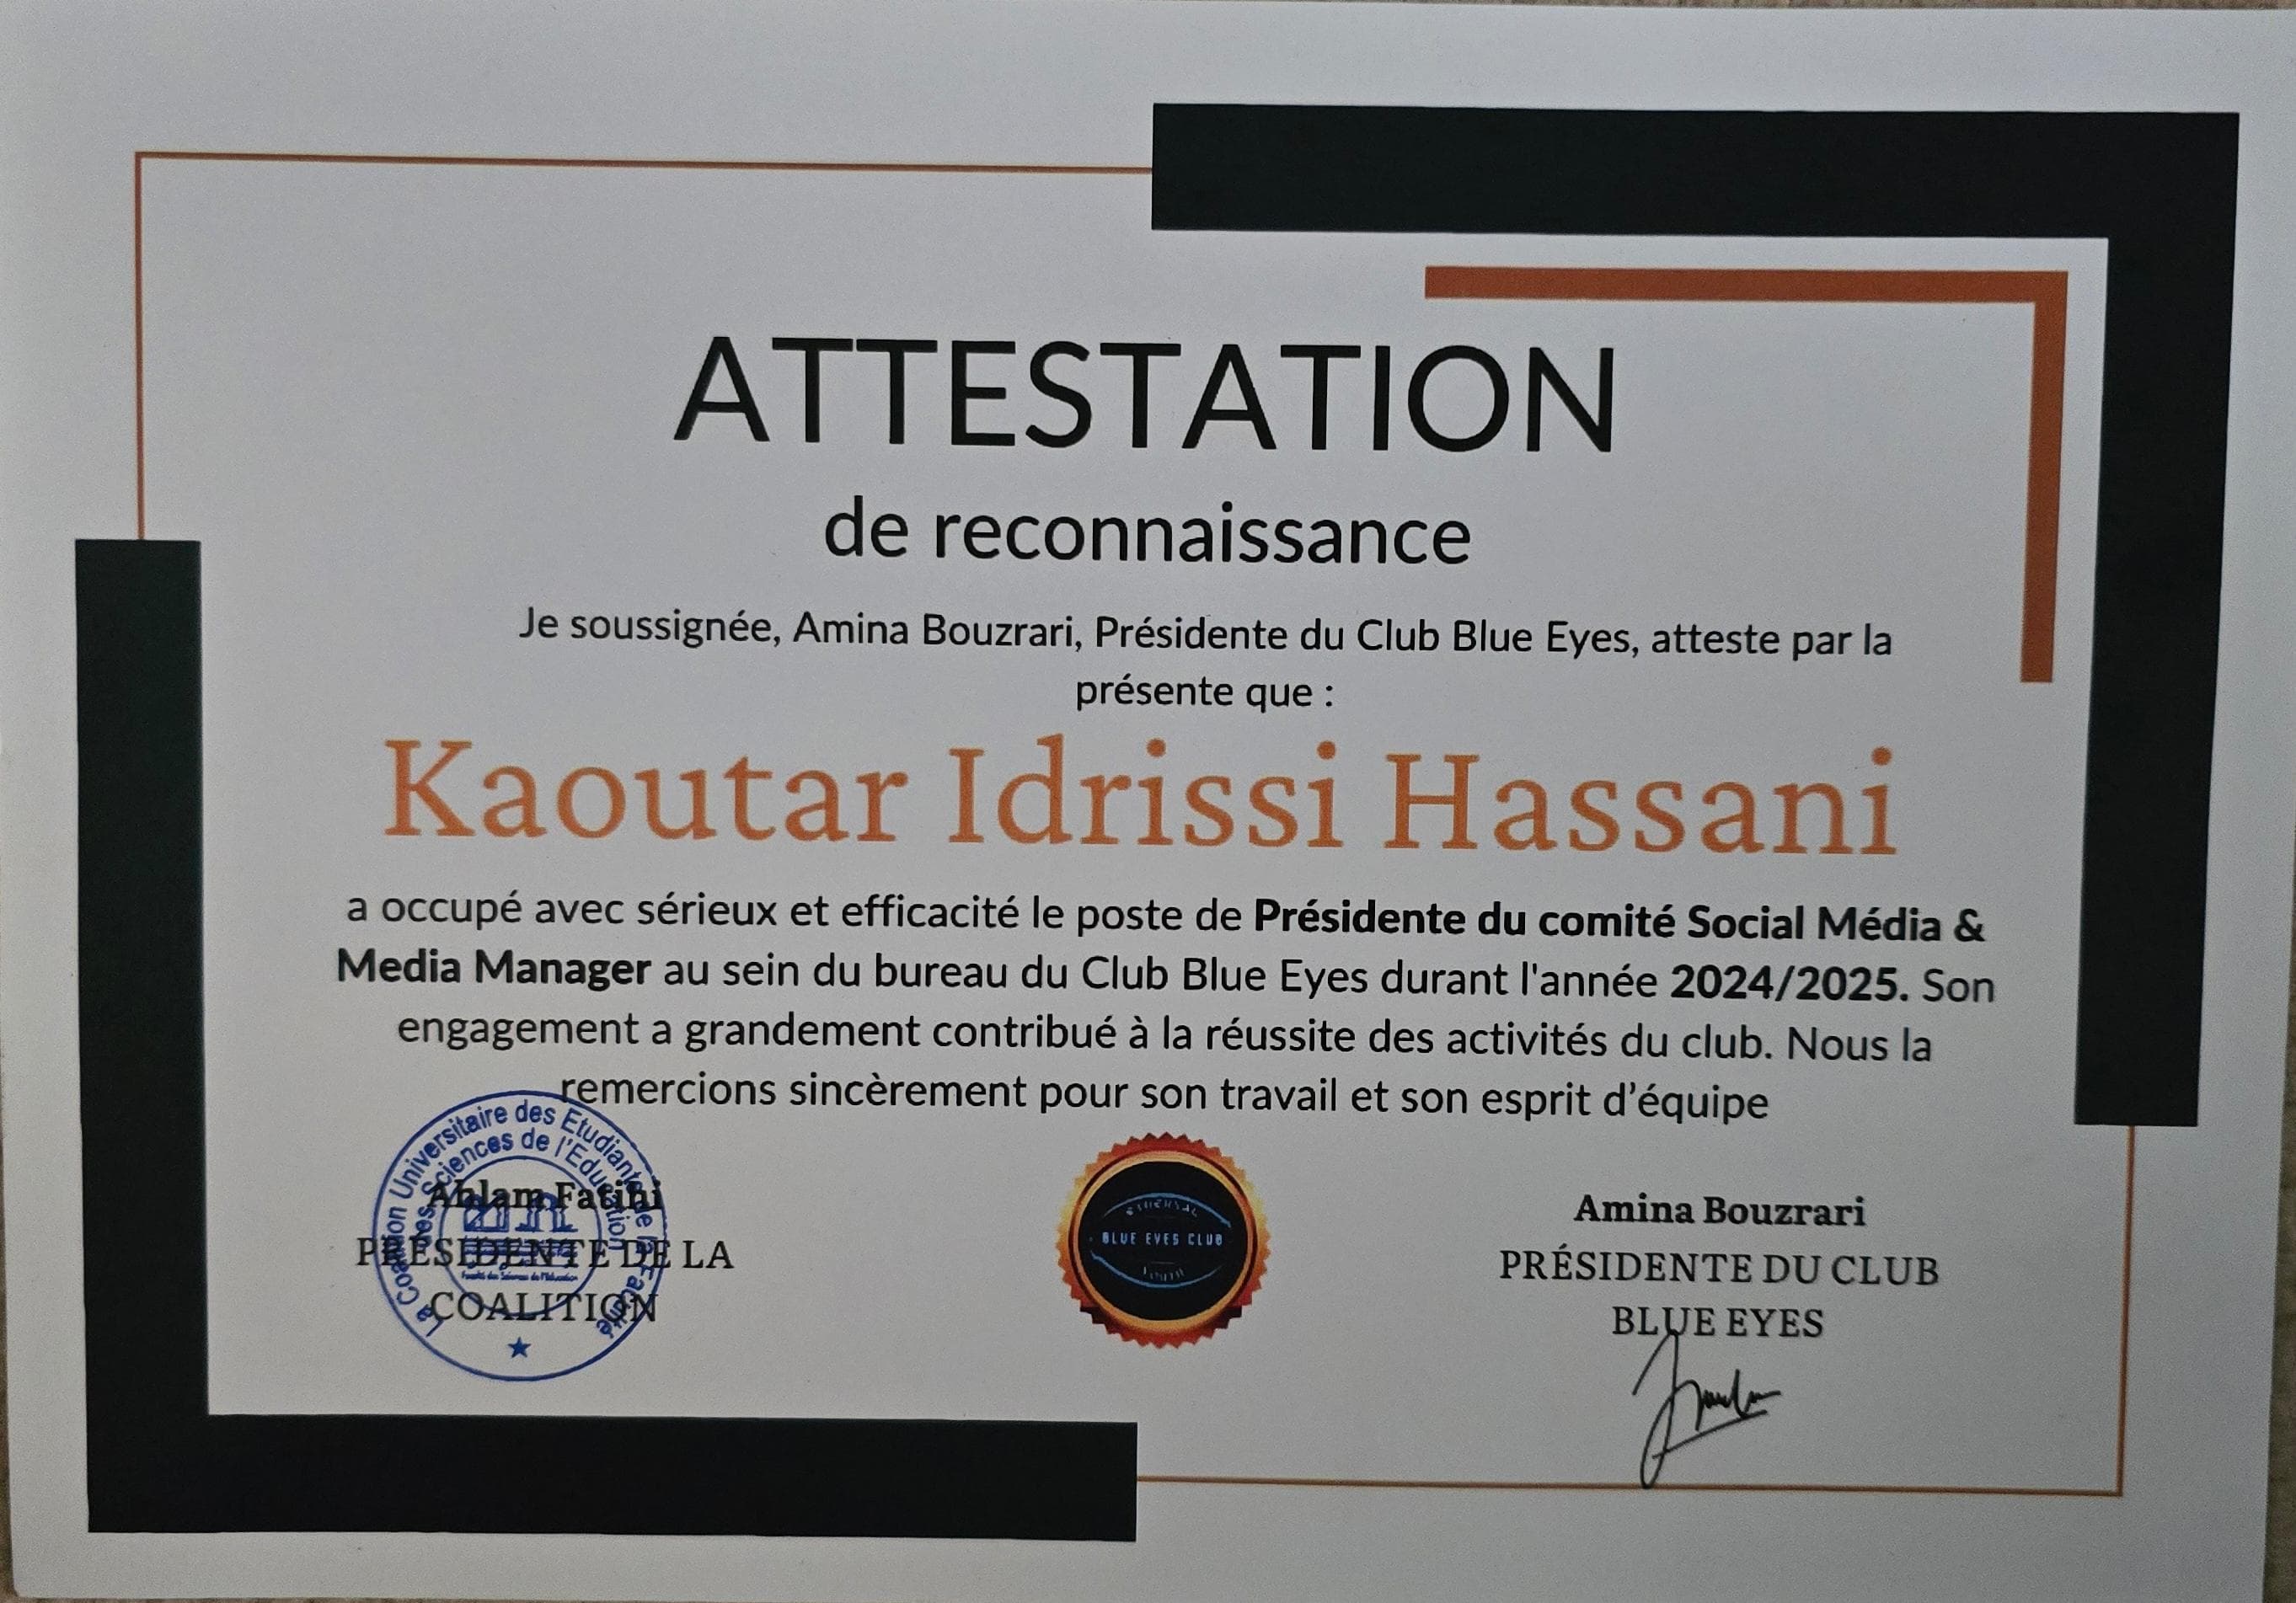 ATTESTATION
de reconnaissance
Je soussignée, Amina Bouzrari, Présidente du Club Blue Eyes, atteste par la
présente que :
Kaoutar Idrissi Hassani
a occupé avec sérieux et efficacité le poste de Présidente du comité Social Média &
Media Manager au sein du bureau du Club Blue Eyes durant l'année 2024/2025. Son
engagement a grandement contribué à la réussite des activités du club. Nous la
remercions sincèrement pour son travail et son esprit d’équipe
La Coalition Universitaire des Etudiants de la Faculté
des Sciences de l'Education
Faculté des Sciences de l'Education
Ahlam Fatihi
PRÉSIDENTE DE LA
COALITION
BLUE EYES CLUB
Amina Bouzrari
PRÉSIDENTE DU CLUB
BLUE EYES